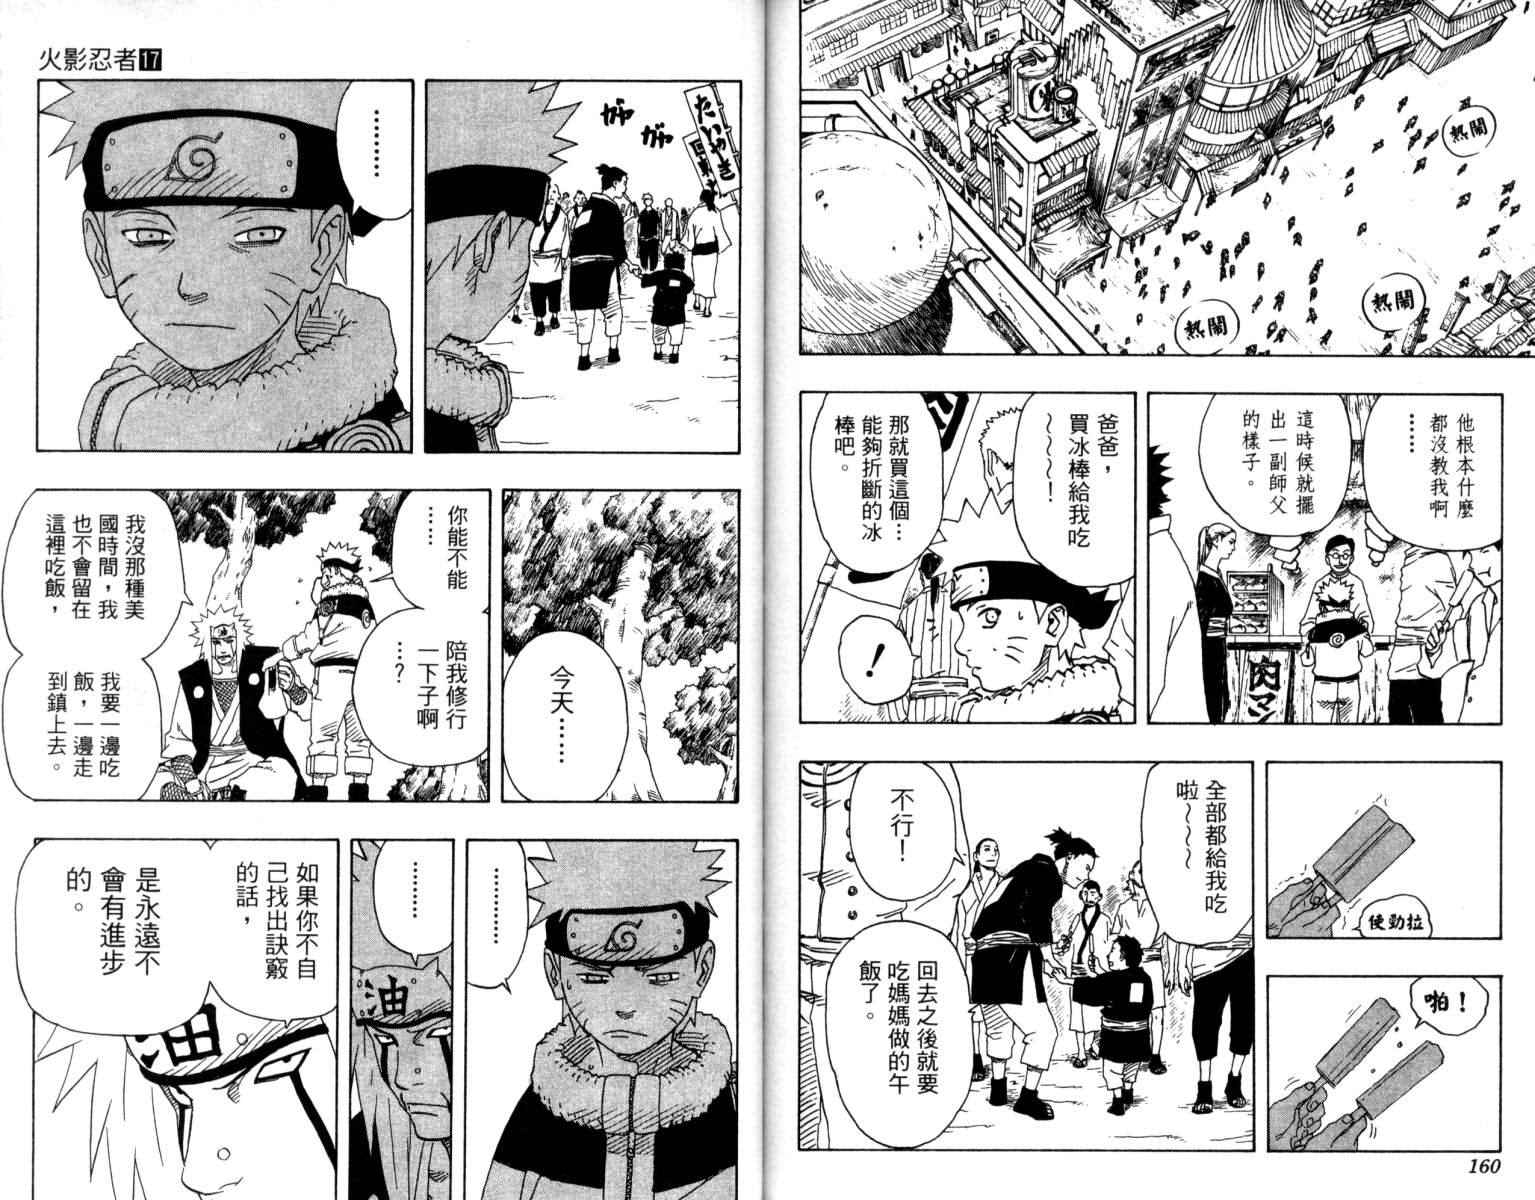 熱鬧
熱鬧
熱鬧
他根本什麼
都沒教我啊
……
這時候就擺
出一副師父
的樣子。
肉マン
爸爸，
買冰棒給我吃
～～～～！
那就買這個…
能夠折斷的冰
棒吧。
！
使勁拉
啪！
全部都給我吃
啦～～～～
不行！
回去之後就要
吃媽媽做的午
飯了。
160
火影忍者17
ガヤ
ガヤ
たいやき
………
今天……
你能不能
……
陪我修行
一下子啊
…？
我沒那種美
國時間，我
也不會留在
這裡吃飯，
我要一邊吃
飯，一邊走
到鎮上去。
………
………
油
如果你不自
己找出訣竅
的話，
是永遠不
會有進步
的。
油